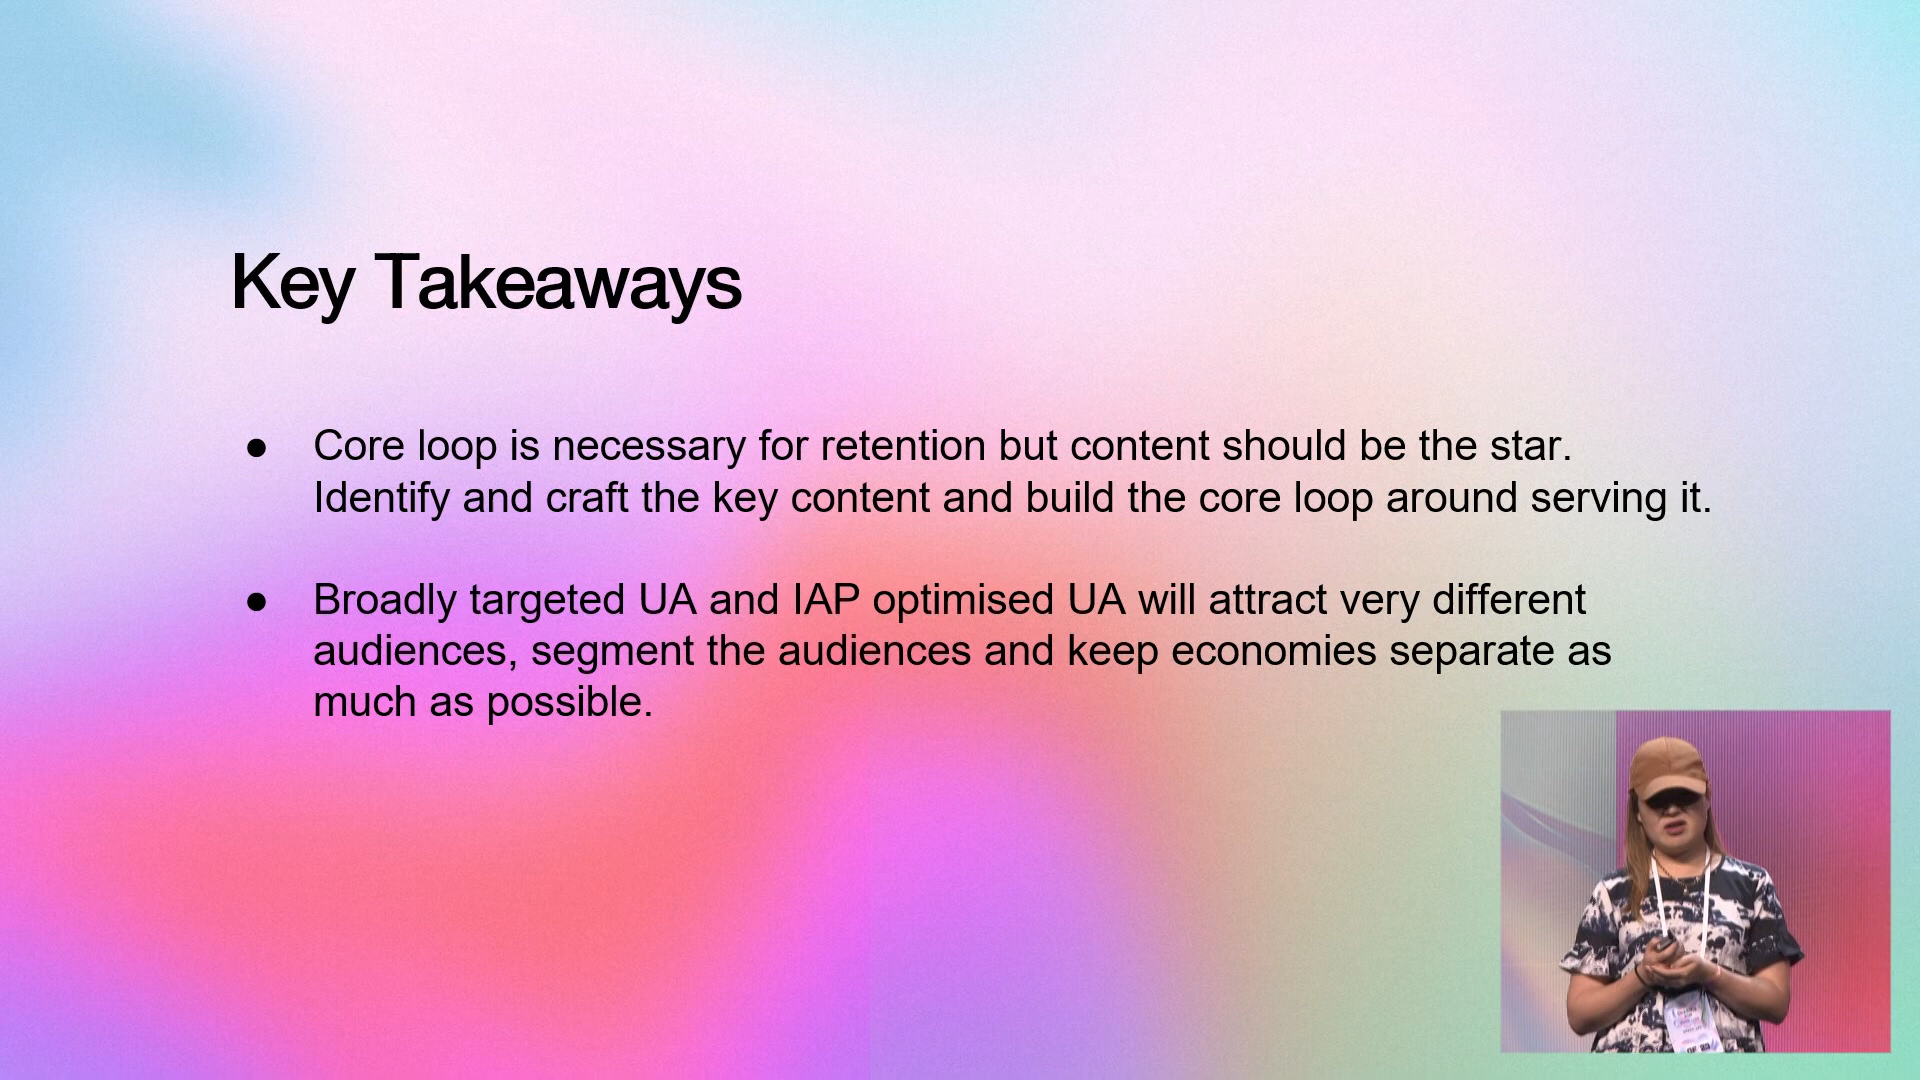 Key Takeaways
● Core loop is necessary for retention but content should be the star.
Identify and craft the key content and build the core loop around serving it.
● Broadly targeted UA and IAP optimised UA will attract very different
audiences, segment the audiences and keep economies separate as
much as possible.